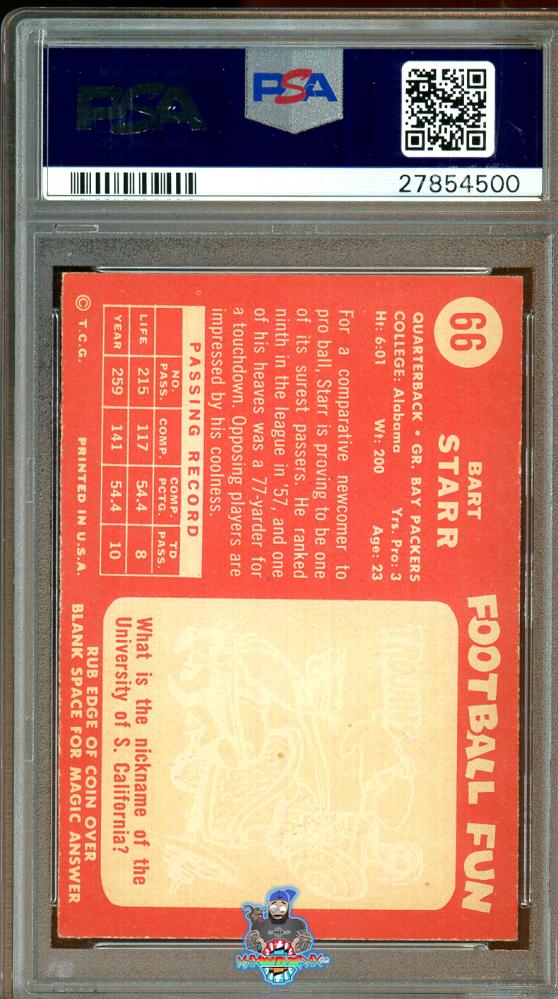 PSA
PSA
27854500
66
BART
STARR
QUARTERBACK • GR. BAY PACKERS
COLLEGE: Alabama Yrs. Pro: 3
Ht: 6:01 Wt: 200 Age: 23
For a comparative newcomer to
pro ball, Starr is proving to be one
of its surest passers. He ranked
ninth in the league in '57, and one
of his heaves was a 77-yarder for
a touchdown. Opposing players are
impressed by his coolness.
PASSING RECORD
NO. PASS. COMP. COMP. PCTG. TD PASS.
LIFE 215 117 54.4 8
YEAR 259 141 54.4 10
© T.C.G. PRINTED IN U.S.A.
FOOTBALL FUN
TROJANS
What is the nickname of the
University of S. California?
RUB EDGE OF COIN OVER
BLANK SPACE FOR MAGIC ANSWER